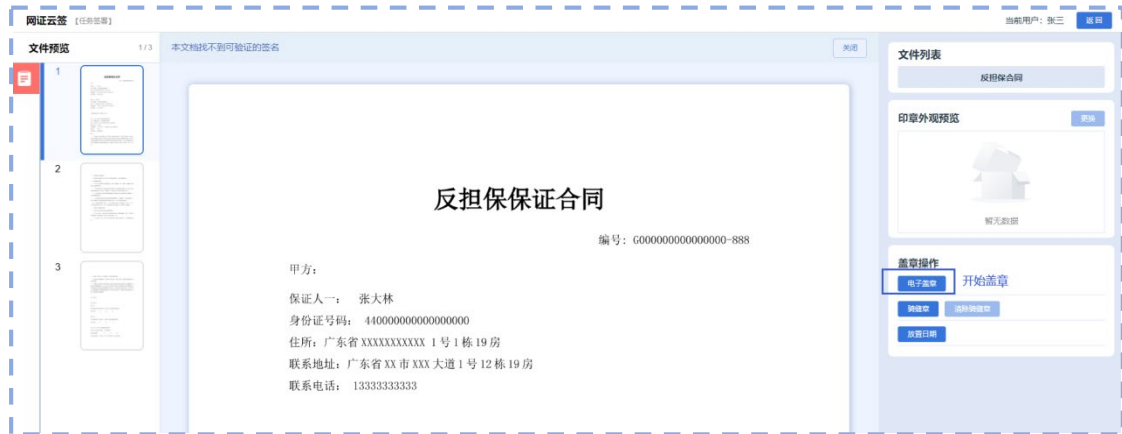 网证云签 [任务签署]
当前用户：张三 返回
文件预览 1/3
1
2
3
本文档找不到可验证的签名 关闭
反担保保证合同
编号：G000000000000000-888
甲方：
保证人一： 张大林
身份证号码： 440000000000000000
住所：广东省 XXXXXXXXXXX 1 号 1 栋 19 房
联系地址：广东省 XX 市 XXX 大道 1 号 12 栋 19 房
联系电话： 13333333333
文件列表
反担保合同
印章外观预览 更换
暂无数据
盖章操作
电子盖章 开始盖章
骑缝章 清除骑缝章
放置日期